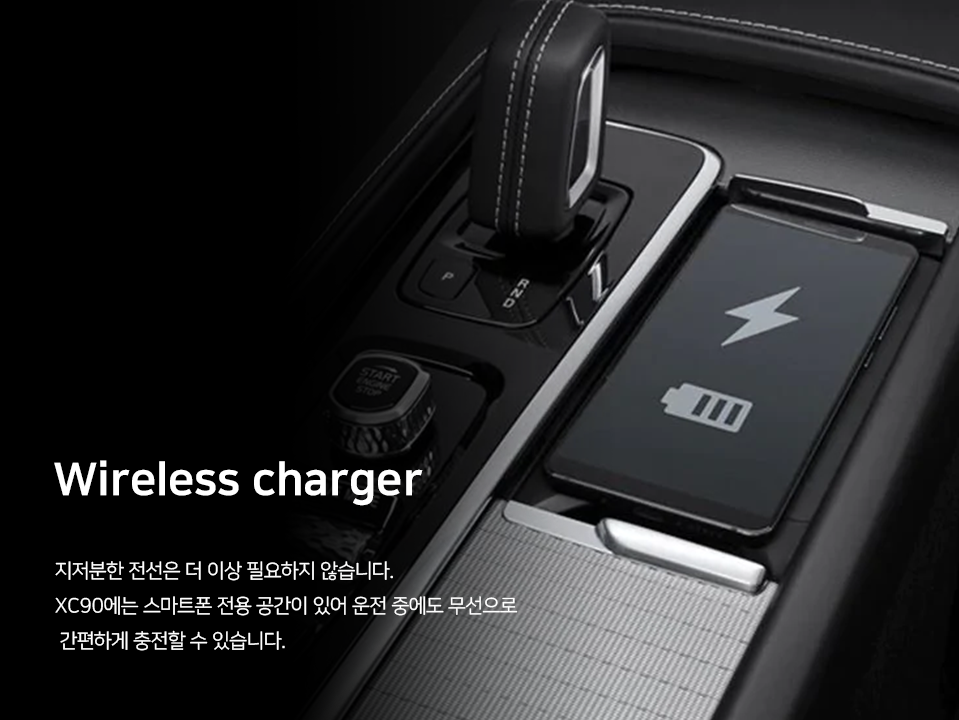 P
R
N
D
START
ENGINE
STOP
Wireless charger
지저분한 전선은 더 이상 필요하지 않습니다.
XC90에는 스마트폰 전용 공간이 있어 운전 중에도 무선으로
간편하게 충전할 수 있습니다.